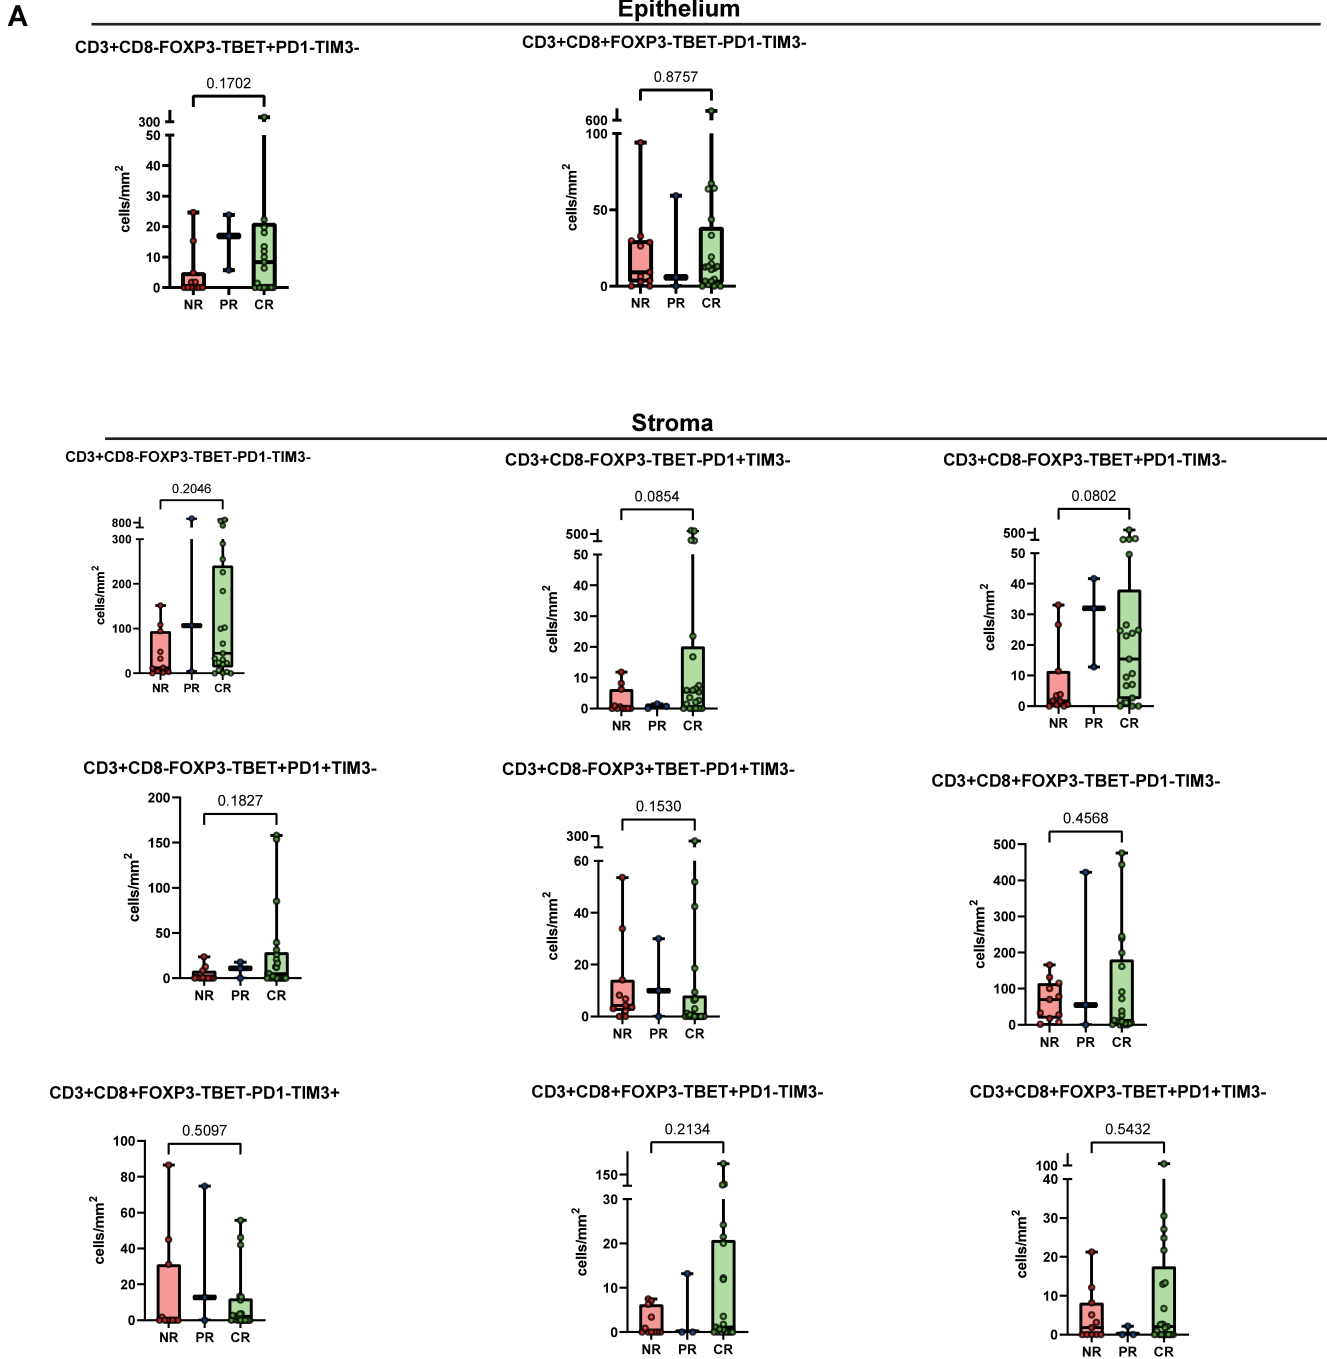 A
Epithelium
CD3+CD8-FOXP3-TBET+PD1-TIM3-
0.1702
300
50
40
30
20
10
0
cells/mm²
NR PR CR
CD3+CD8+FOXP3-TBET-PD1-TIM3-
0.8757
600
100
50
0
cells/mm²
NR PR CR
Stroma
CD3+CD8-FOXP3-TBET-PD1-TIM3-
0.2046
800
300
200
100
0
cells/mm²
NR PR CR
CD3+CD8-FOXP3-TBET-PD1+TIM3-
0.0854
500
50
40
30
20
10
0
cells/mm²
NR PR CR
CD3+CD8-FOXP3-TBET+PD1-TIM3-
0.0802
500
50
40
30
20
10
0
cells/mm²
NR PR CR
CD3+CD8-FOXP3-TBET+PD1+TIM3-
0.1827
200
150
100
50
0
cells/mm²
NR PR CR
CD3+CD8-FOXP3+TBET-PD1+TIM3-
0.1530
300
60
40
20
0
cells/mm²
NR PR CR
CD3+CD8+FOXP3-TBET-PD1-TIM3-
0.4568
500
400
300
200
100
0
cells/mm²
NR PR CR
CD3+CD8+FOXP3-TBET-PD1-TIM3+
0.5097
100
80
60
40
20
0
cells/mm²
NR PR CR
CD3+CD8+FOXP3-TBET+PD1-TIM3-
0.2134
150
30
20
10
0
cells/mm²
NR PR CR
CD3+CD8+FOXP3-TBET+PD1+TIM3-
0.5432
100
40
30
20
10
0
cells/mm²
NR PR CR